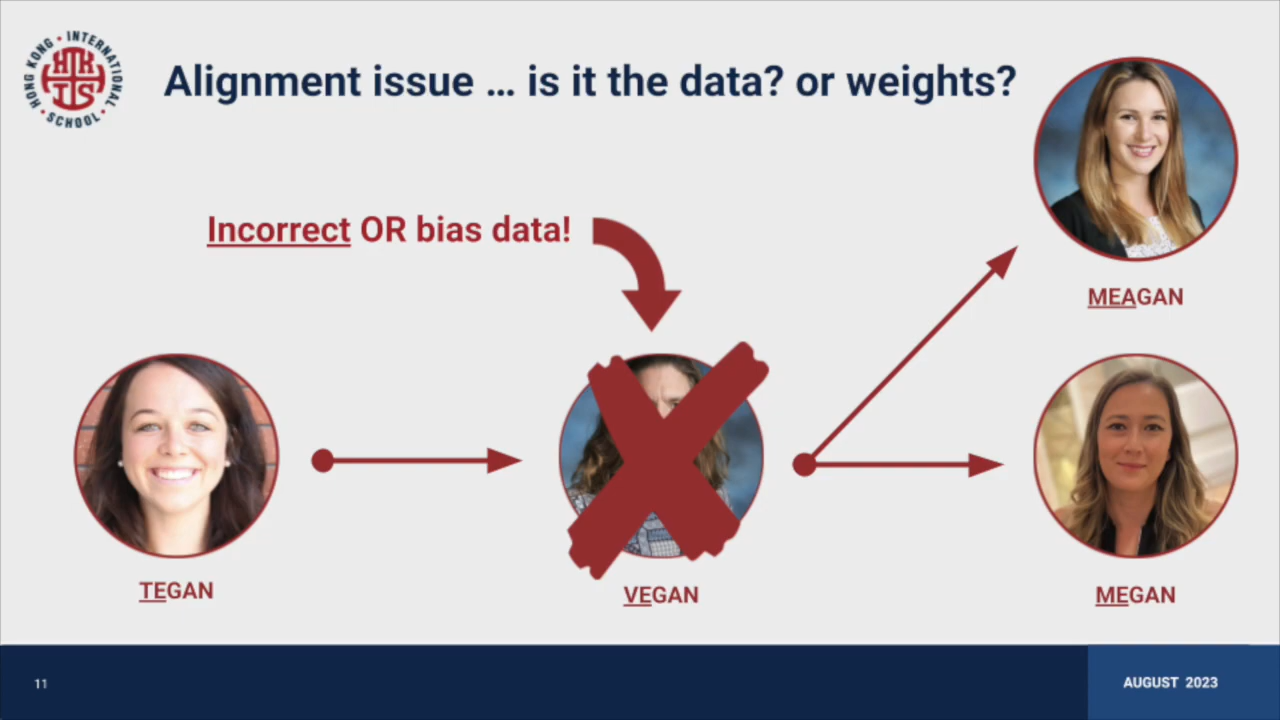 HONG KONG • INTERNATIONAL • SCHOOL •
HKIS
Alignment issue ... is it the data? or weights?
Incorrect OR bias data!
MEAGAN
TEGAN
VEGAN
MEGAN
11
AUGUST 2023